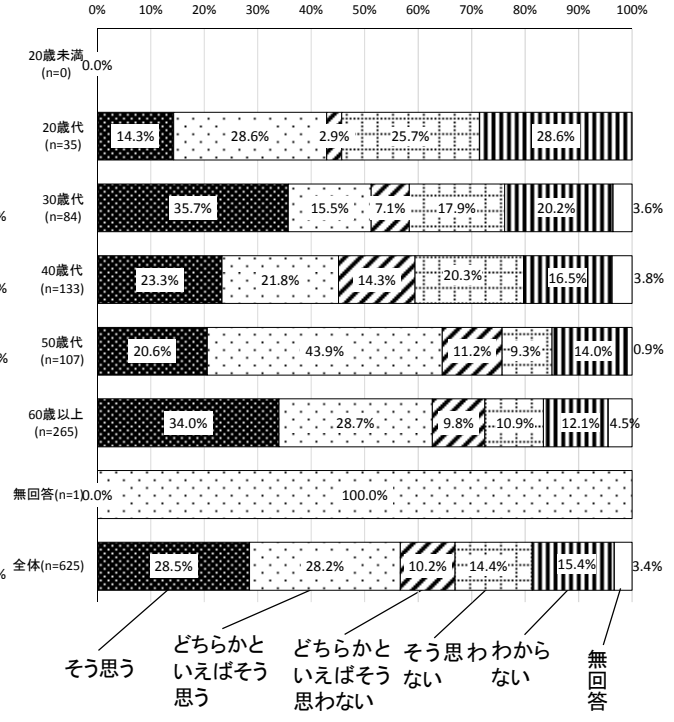 0% 10% 20% 30% 40% 50% 60% 70% 80% 90% 100%
20歳未満
(n=0)
0.0%
20歳代
(n=35)
14.3% 28.6% 2.9% 25.7% 28.6%
30歳代
(n=84)
35.7% 15.5% 7.1% 17.9% 20.2% 3.6%
%
40歳代
(n=133)
23.3% 21.8% 14.3% 20.3% 16.5% 3.8%
%
50歳代
(n=107)
20.6% 43.9% 11.2% 9.3% 14.0% 0.9%
%
60歳以上
(n=265)
34.0% 28.7% 9.8% 10.9% 12.1% 4.5%
無回答(n=1) 0.0% 100.0%
全体(n=625) 28.5% 28.2% 10.2% 14.4% 15.4% 3.4%
%
そう思う
どちらかと
いえばそう
思う
どちらかと
いえばそう
思わない
そう思わ
ない
わから
ない
無
回
答